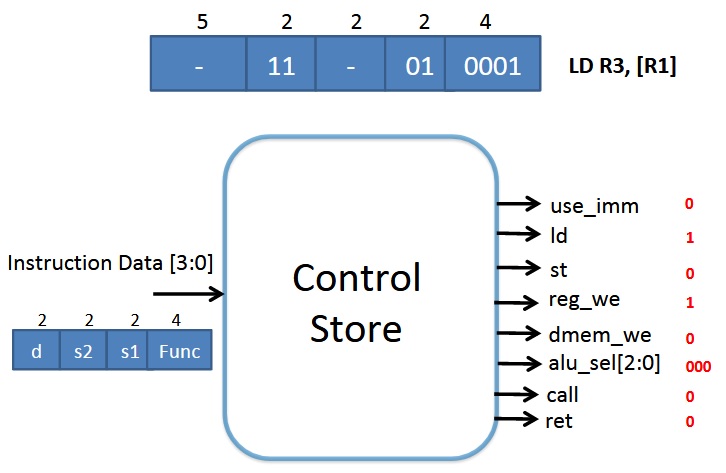 5 2 2 2 4
- 11 - 01 0001 LD R3, [R1]
use_imm 0
ld 1
Instruction Data [3:0]
Control
Store
st 0
reg_we 1
2 2 2 4
d s2 s1 Func
dmem_we 0
alu_sel[2:0] 000
call 0
ret 0